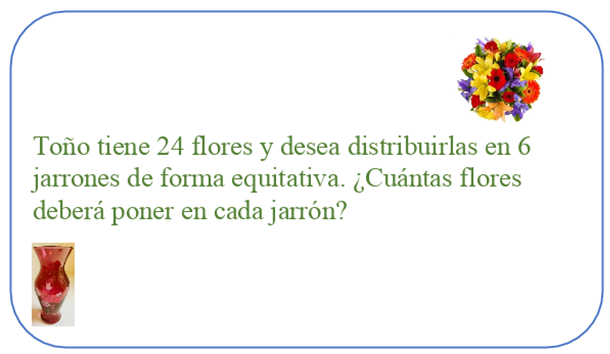 Toño tiene 24 flores y desea distribuirlas en 6
jarrones de forma equitativa. ¿Cuántas flores
deberá poner en cada jarrón?